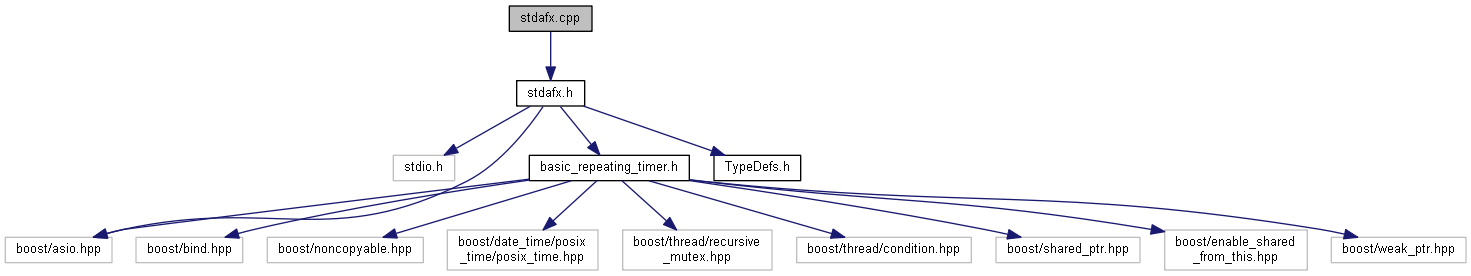 stdafx.cpp
stdafx.h
stdio.h
basic_repeating_timer.h
TypeDefs.h
boost/asio.hpp
boost/bind.hpp
boost/noncopyable.hpp
boost/date_time/posix
_time/posix_time.hpp
boost/thread/recursive
_mutex.hpp
boost/thread/condition.hpp
boost/shared_ptr.hpp
boost/enable_shared
_from_this.hpp
boost/weak_ptr.hpp